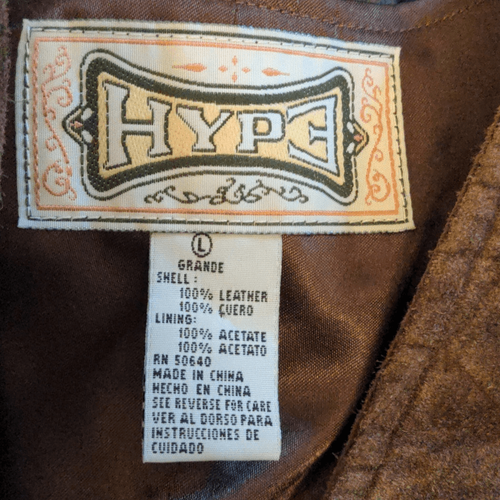 HYPE
L
GRANDE
SHELL:
100% LEATHER
100% CUERO
LINING:
100% ACETATE
100% ACETATO
RN 50640
MADE IN CHINA
HECHO EN CHINA
SEE REVERSE FOR CARE
VER AL DORSO PARA
INSTRUCCIONES DE
CUIDADO